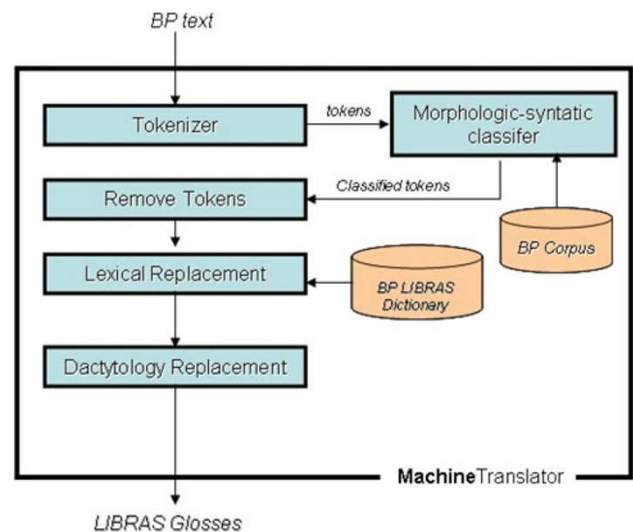 BP text
Tokenizer
tokens
Morphologic-syntatic
classifer
Remove Tokens
Classified tokens
BP Corpus
Lexical Replacement
BP LIBRAS
Dictionary
Dactytology Replacement
MachineTranslator
LIBRAS Glosses